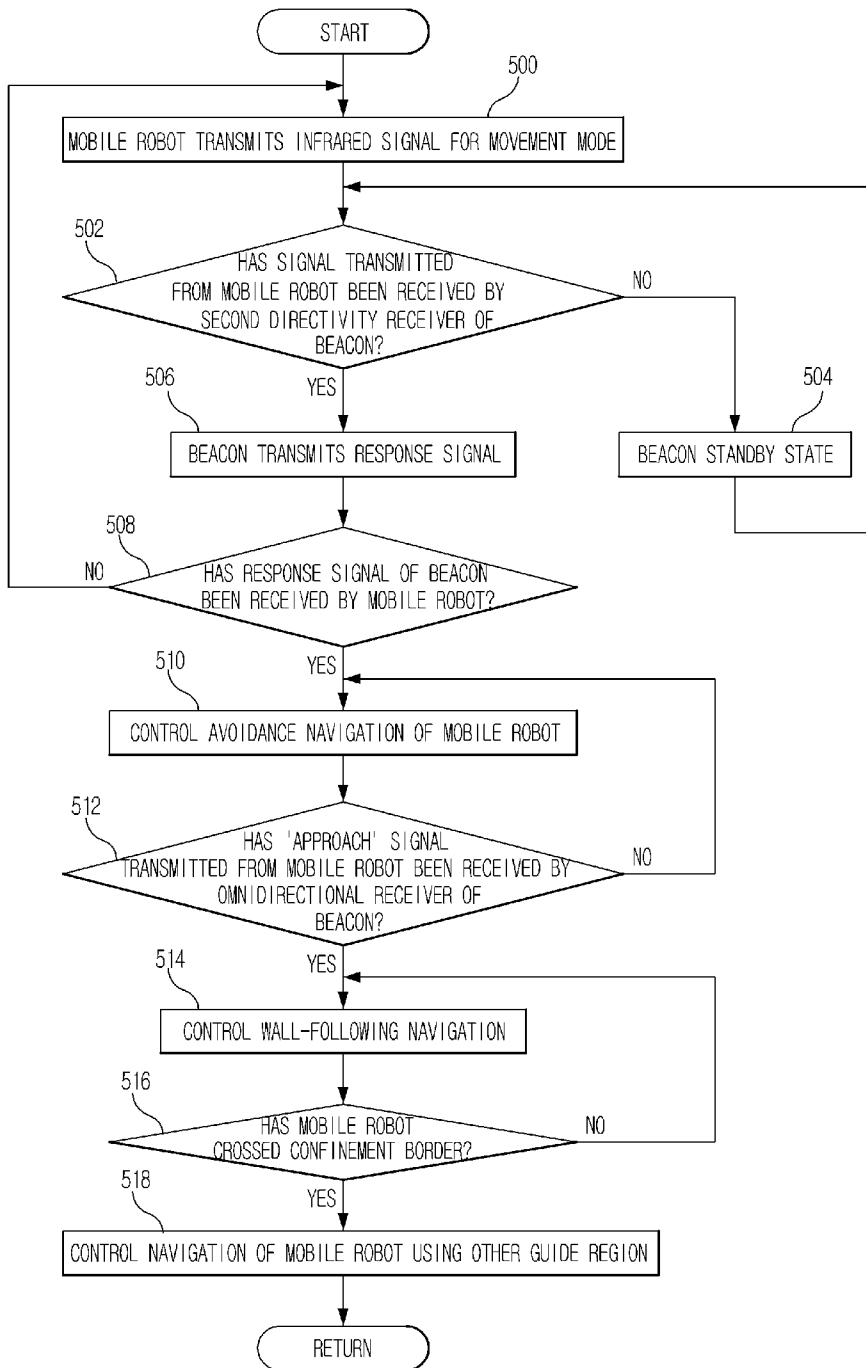 START
500
MOBILE ROBOT TRANSMITS INFRARED SIGNAL FOR MOVEMENT MODE
502
HAS SIGNAL TRANSMITTED
FROM MOBILE ROBOT BEEN RECEIVED BY
SECOND DIRECTIVITY RECEIVER OF
BEACON?
NO
YES
506
BEACON TRANSMITS RESPONSE SIGNAL
504
BEACON STANDBY STATE
508
NO
HAS RESPONSE SIGNAL OF BEACON
BEEN RECEIVED BY MOBILE ROBOT?
YES
510
CONTROL AVOIDANCE NAVIGATION OF MOBILE ROBOT
512
HAS 'APPROACH' SIGNAL
TRANSMITTED FROM MOBILE ROBOT BEEN RECEIVED BY
OMNIDIRECTIONAL RECEIVER OF
BEACON?
NO
YES
514
CONTROL WALL-FOLLOWING NAVIGATION
516
HAS MOBILE ROBOT
CROSSED CONFINEMENT BORDER?
NO
YES
518
CONTROL NAVIGATION OF MOBILE ROBOT USING OTHER GUIDE REGION
RETURN